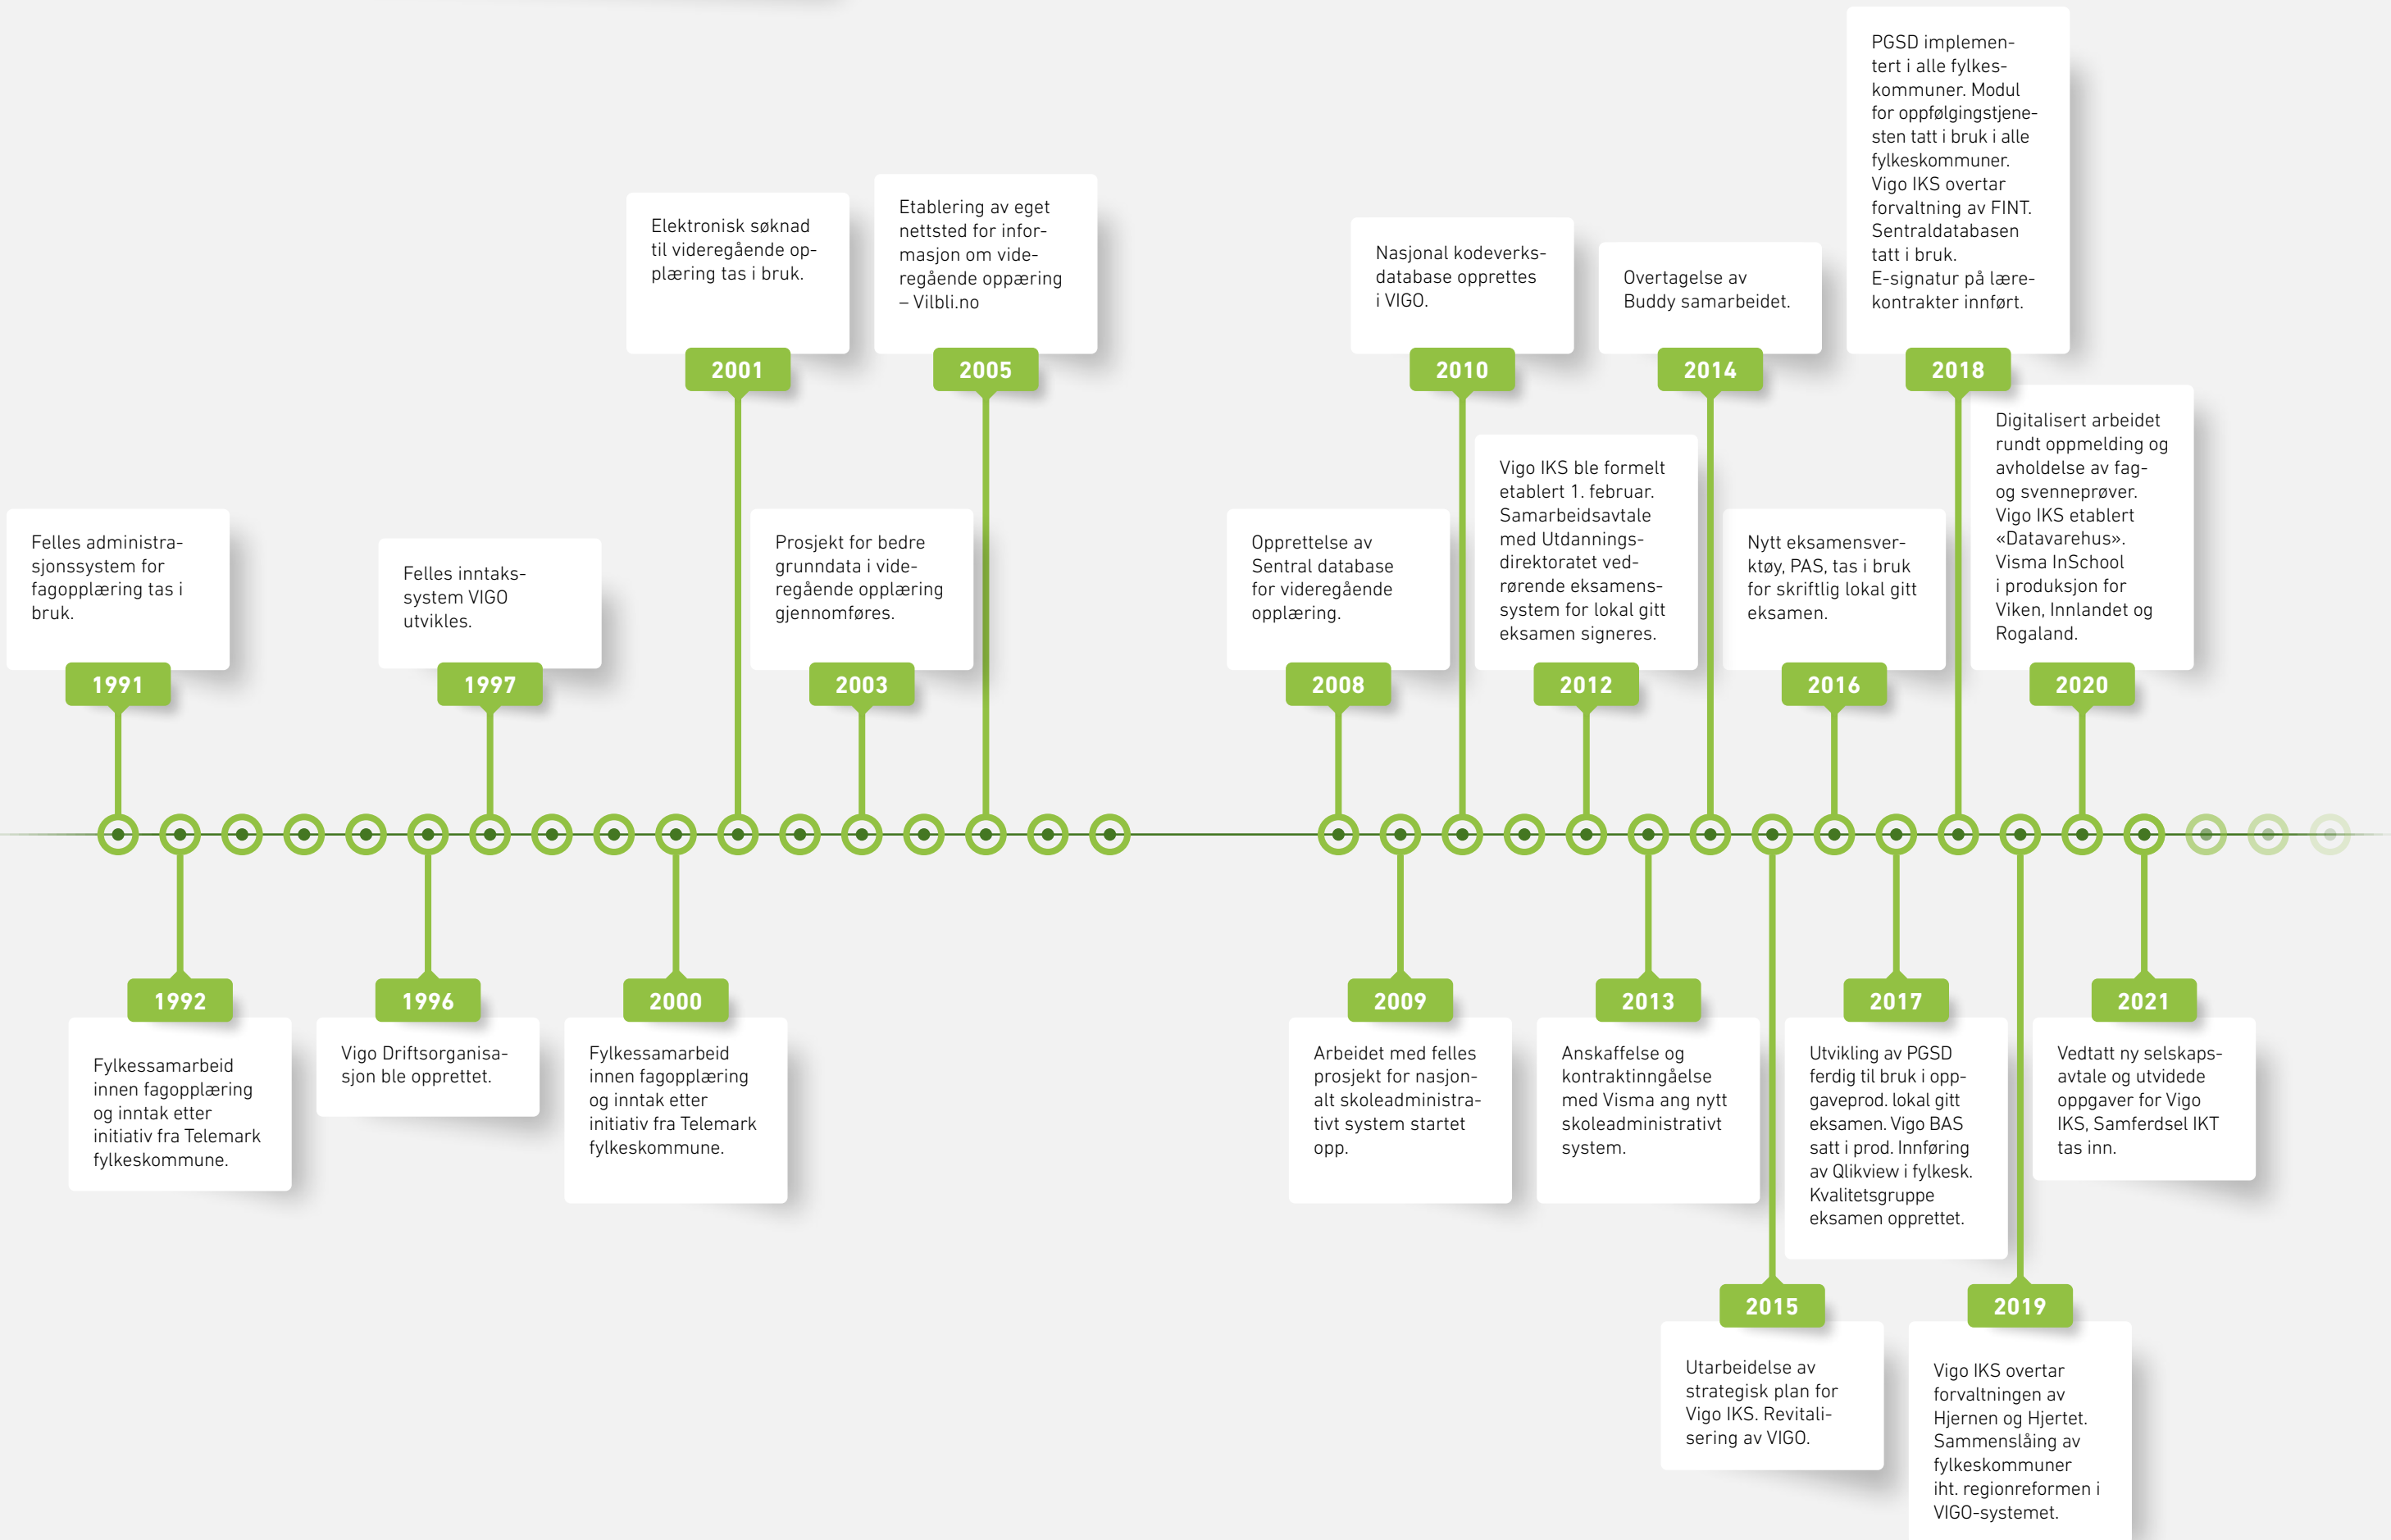 Felles administra-
sjonssystem for
fagopplæring tas i
bruk.
1991
1992
Fylkessamarbeid
innen fagopplæring
og inntak etter
initiativ fra Telemark
fylkeskommune.
1996
Vigo Driftsorganisa-
sjon ble opprettet.
Felles inntaks-
system VIGO
utvikles.
1997
2000
Fylkessamarbeid
innen fagopplæring
og inntak etter
initiativ fra Telemark
fylkeskommune.
Elektronisk søknad
til videregående op-
plæring tas i bruk.
2001
Prosjekt for bedre
grunndata i vide-
regående opplæring
gjennomføres.
2003
Etablering av eget
nettsted for infor-
masjon om vide-
regående oppæring
– Vilbli.no
2005
Opprettelse av
Sentral database
for videregående
opplæring.
2008
2009
Arbeidet med felles
prosjekt for nasjon-
alt skoleadministra-
tivt system startet
opp.
Nasjonal kodeverks-
database opprettes
i VIGO.
2010
Vigo IKS ble formelt
etablert 1. februar.
Samarbeidsavtale
med Utdannings-
direktoratet ved-
rørende eksamens-
system for lokal gitt
eksamen signeres.
2012
2013
Anskaffelse og
kontraktinngåelse
med Visma ang nytt
skoleadministrativt
system.
Overtagelse av
Buddy samarbeidet.
2014
2015
Utarbeidelse av
strategisk plan for
Vigo IKS. Revitali-
sering av VIGO.
Nytt eksamensver-
ktøy, PAS, tas i bruk
for skriftlig lokal gitt
eksamen.
2016
2017
Utvikling av PGSD
ferdig til bruk i opp-
gaveprod. lokal gitt
eksamen. Vigo BAS
satt i prod. Innføring
av Qlikview i fylkesk.
Kvalitetsgruppe
eksamen opprettet.
PGSD implemen-
tert i alle fylkes-
kommuner. Modul
for oppfølgingstjene-
sten tatt i bruk i alle
fylkeskommuner.
Vigo IKS overtar
forvaltning av FINT.
Sentraldatabasen
tatt i bruk.
E-signatur på lære-
kontrakter innført.
2018
2019
Vigo IKS overtar
forvaltningen av
Hjernen og Hjertet.
Sammenslåing av
fylkeskommuner
iht. regionreformen i
VIGO-systemet.
Digitalisert arbeidet
rundt oppmelding og
avholdelse av fag-
og svenneprøver.
Vigo IKS etablert
«Datavarehus».
Visma InSchool
i produksjon for
Viken, Innlandet og
Rogaland.
2020
2021
Vedtatt ny selskaps-
avtale og utvidede
oppgaver for Vigo
IKS, Samferdsel IKT
tas inn.